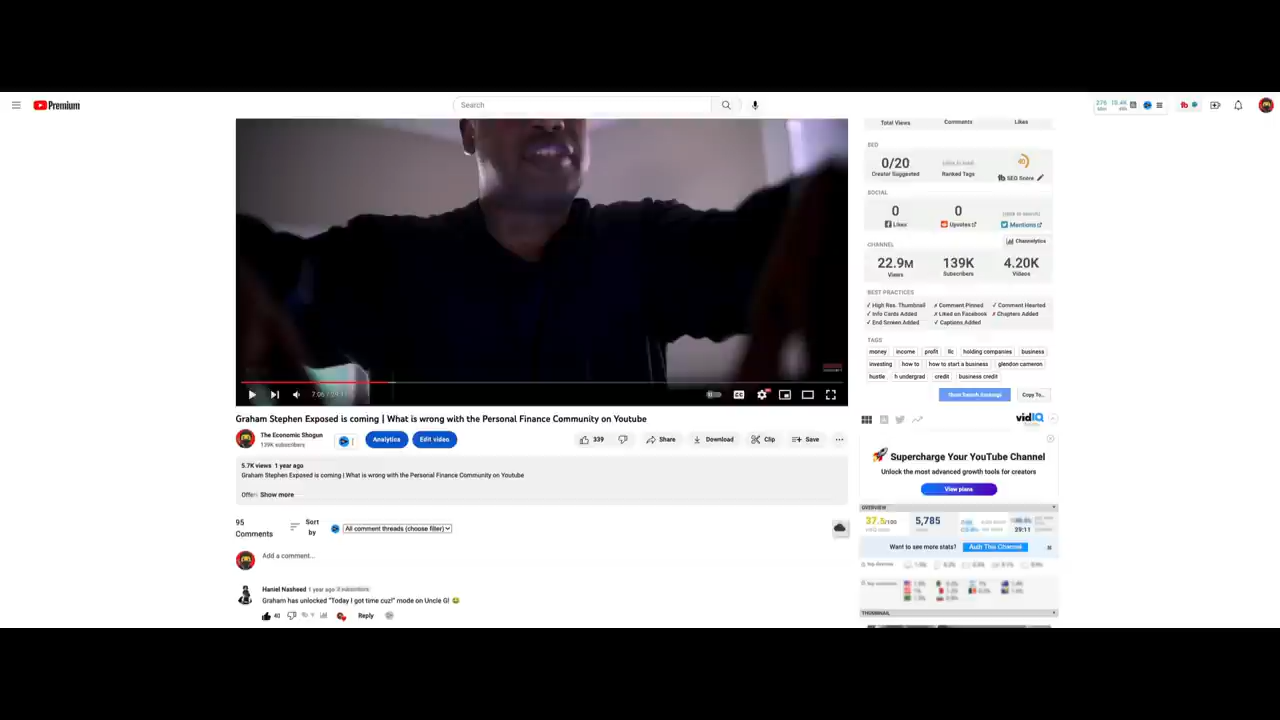 Premium
Search
Total Views Comments Likes
SEO
0/20
Creator Suggested Ranked Tags SEO Score
SOCIAL
0 0
Likes Upvotes Mentions
CHANNEL Channelytics
22.9M 139K 4.20K
Views Subscribers Videos
BEST PRACTICES
✓ High Res. Thumbnail ✗ Comment Pinned ✓ Comment Hearted
✓ Info Cards Added ✗ Liked on Facebook ✗ Chapters Added
✓ End Screen Added ✓ Captions Added
TAGS
money income profit llc holding companies business
investing how to how to start a business glendon cameron
hustle h undergrad credit business credit
Copy To...
Graham Stephen Exposed is coming | What is wrong with the Personal Finance Community on Youtube
The Economic Shogun
139K subscribers
Analytics Edit video 339 Share Download Clip Save
5.7K views 1 year ago
Graham Stephen Exposed is coming | What is wrong with the Personal Finance Community on Youtube
Offer: Show more
95 Comments
Sort by
All comment threads (choose filter)
Add a comment...
Haniel Nasheed 1 year ago
Graham has unlocked "Today I got time cuz!" mode on Uncle G! 😂
40 Reply
vidIQ
Supercharge Your YouTube Channel
Unlock the most advanced growth tools for creators
View plans
OVERVIEW
37.5/100 5,785
29:11
Want to see more stats? Auth This Channel
THUMBNAIL